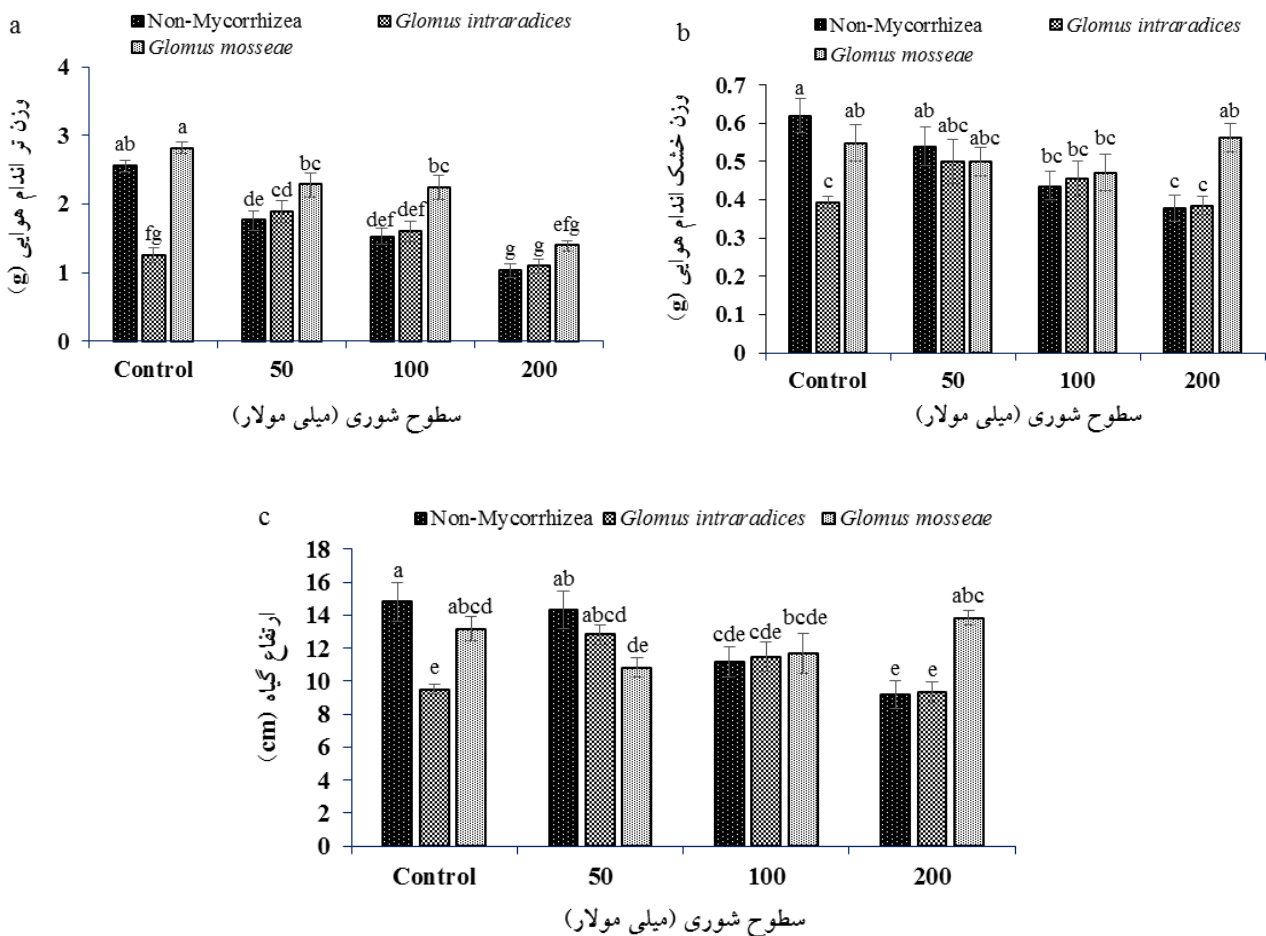 a
Non-Mycorrhizea Glomus intraradices
Glomus mosseae
وزن تر اندام هوایی (g)
4
3
2
1
0
ab fg a
de cd bc
def def bc
g g efg
Control 50 100 200
سطوح شوری (میلی مولار)
b
Non-Mycorrhizea Glomus intraradices
Glomus mosseae
وزن خشک اندام هوایی (g)
0.7
0.6
0.5
0.4
0.3
0.2
0.1
0
a c ab
ab abc abc
bc bc bc
c c ab
Control 50 100 200
سطوح شوری (میلی مولار)
c
Non-Mycorrhizea Glomus intraradices Glomus mosseae
ارتفاع گیاه (cm)
18
16
14
12
10
8
6
4
2
0
a e abcd
ab abcd de
cde cde bcde
e e abc
Control 50 100 200
سطوح شوری (میلی مولار)